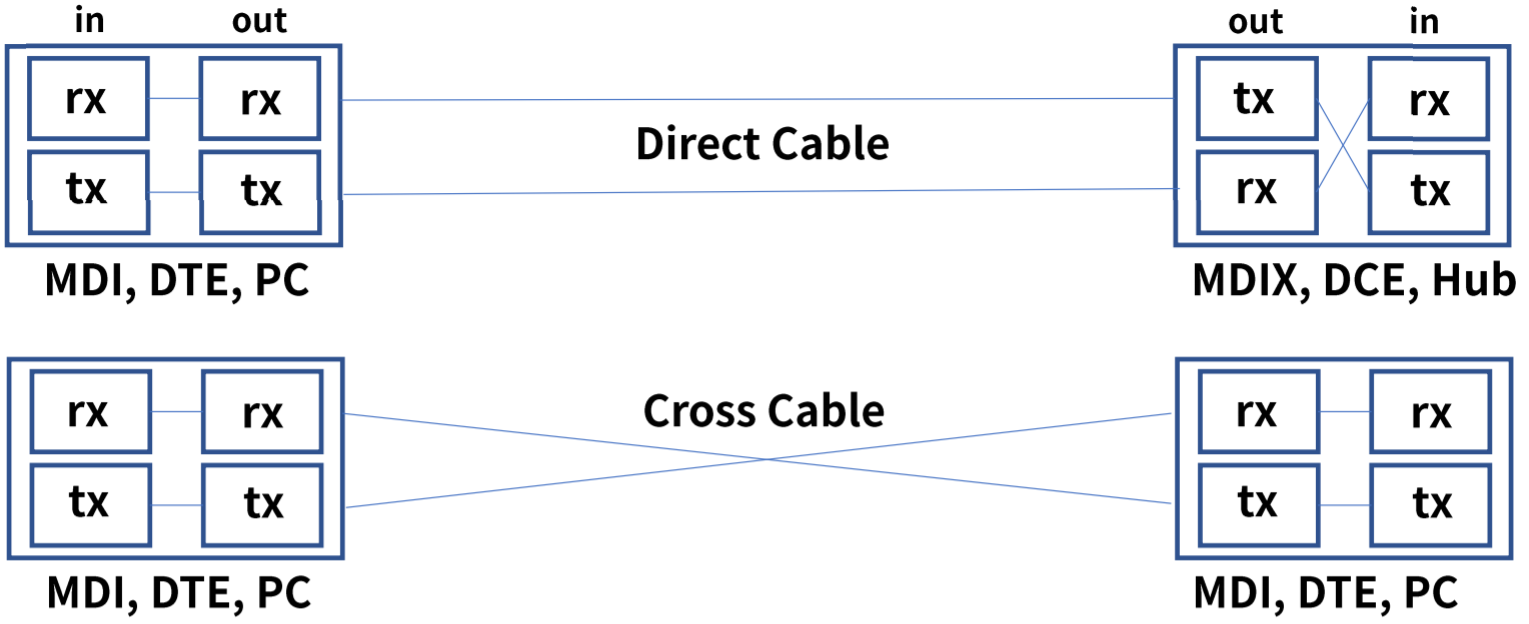 in out out in
rx rx tx rx
Direct Cable
tx tx rx tx
MDI, DTE, PC MDIX, DCE, Hub
rx rx Cross Cable rx rx
tx tx tx tx
MDI, DTE, PC MDI, DTE, PC